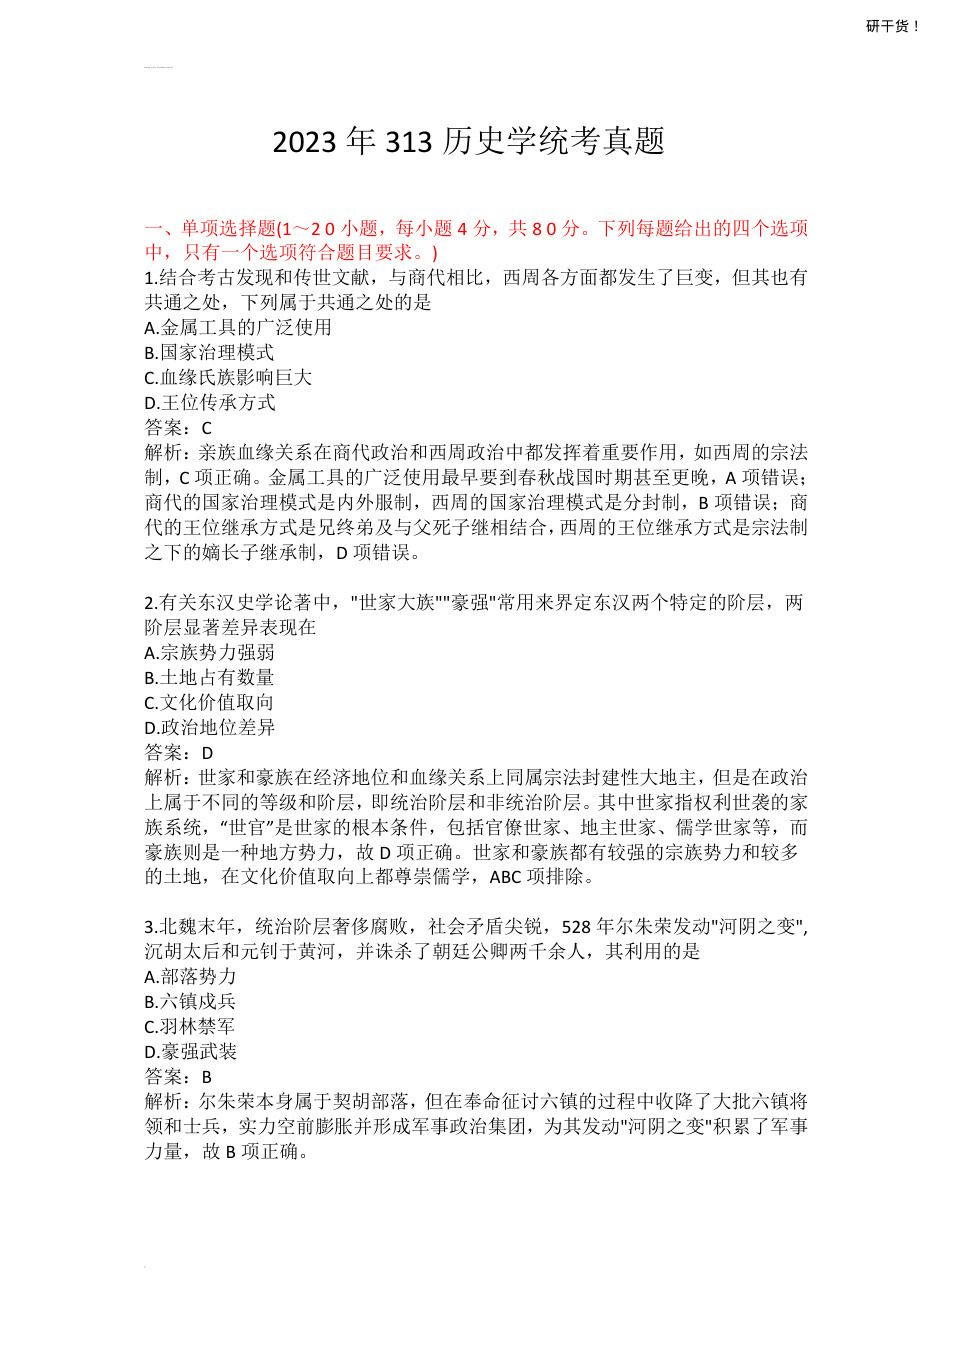 研干货！
2023 年 313 历史学统考真题
一、单项选择题(1～2 0 小题，每小题 4 分，共 8 0 分。下列每题给出的四个选项
中，只有一个选项符合题目要求。)
1.结合考古发现和传世文献，与商代相比，西周各方面都发生了巨变，但其也有
共通之处，下列属于共通之处的是
A.金属工具的广泛使用
B.国家治理模式
C.血缘氏族影响巨大
D.王位传承方式
答案：C
解析：亲族血缘关系在商代政治和西周政治中都发挥着重要作用，如西周的宗法
制，C 项正确。金属工具的广泛使用最早要到春秋战国时期甚至更晚，A 项错误；
商代的国家治理模式是内外服制，西周的国家治理模式是分封制，B 项错误；商
代的王位继承方式是兄终弟及与父死子继相结合，西周的王位继承方式是宗法制
之下的嫡长子继承制，D 项错误。
2.有关东汉史学论著中，"世家大族""豪强"常用来界定东汉两个特定的阶层，两
阶层显著差异表现在
A.宗族势力强弱
B.土地占有数量
C.文化价值取向
D.政治地位差异
答案：D
解析：世家和豪族在经济地位和血缘关系上同属宗法封建性大地主，但是在政治
上属于不同的等级和阶层，即统治阶层和非统治阶层。其中世家指权利世袭的家
族系统，“世官”是世家的根本条件，包括官僚世家、地主世家、儒学世家等，而
豪族则是一种地方势力，故 D 项正确。世家和豪族都有较强的宗族势力和较多
的土地，在文化价值取向上都尊崇儒学，ABC 项排除。
3.北魏末年，统治阶层奢侈腐败，社会矛盾尖锐，528 年尔朱荣发动"河阴之变",
沉胡太后和元钊于黄河，并诛杀了朝廷公卿两千余人，其利用的是
A.部落势力
B.六镇戍兵
C.羽林禁军
D.豪强武装
答案：B
解析：尔朱荣本身属于契胡部落，但在奉命征讨六镇的过程中收降了大批六镇将
领和士兵，实力空前膨胀并形成军事政治集团，为其发动"河阴之变"积累了军事
力量，故 B 项正确。